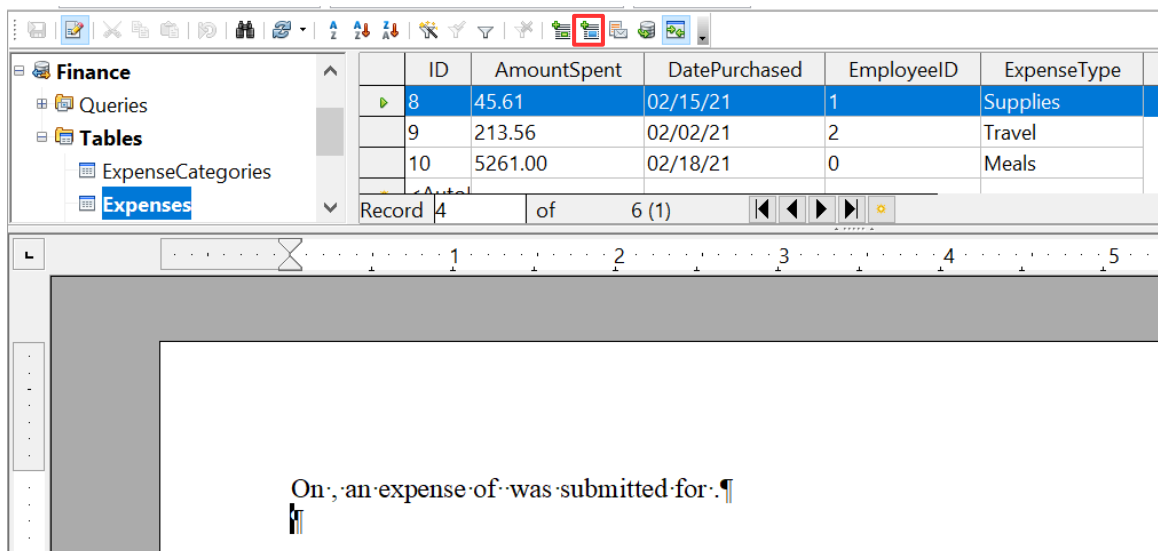 Finance
Queries
Tables
ExpenseCategories
Expenses
ID AmountSpent DatePurchased EmployeeID ExpenseType
8 45.61 02/15/21 1 Supplies
9 213.56 02/02/21 2 Travel
10 5261.00 02/18/21 0 Meals
Record 4 of 6 (1)
1 2 3 4 5
On·,·an·expense·of··was·submitted·for·.¶
¶